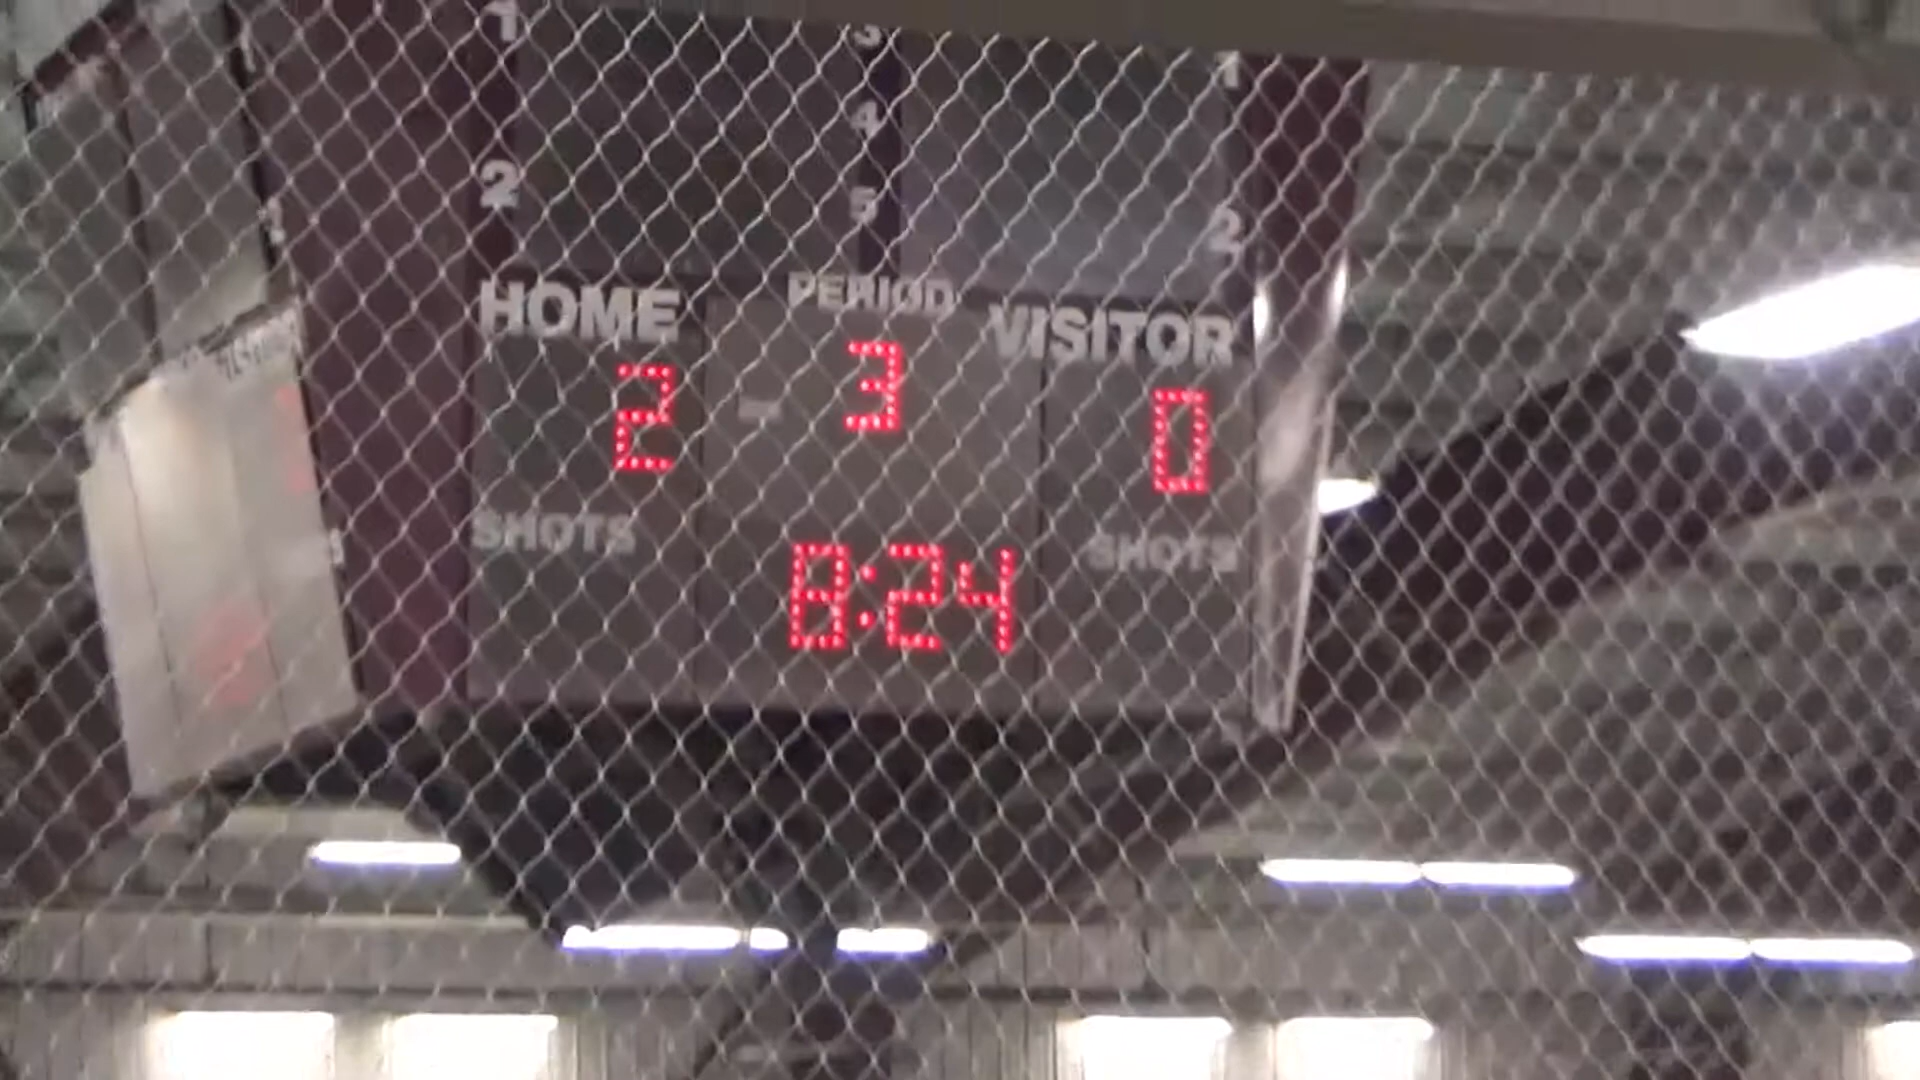 1 3 1
4
2 5 2
HOME PERIOD VISITOR
2 3 0
SHOTS SHOTS
8:24